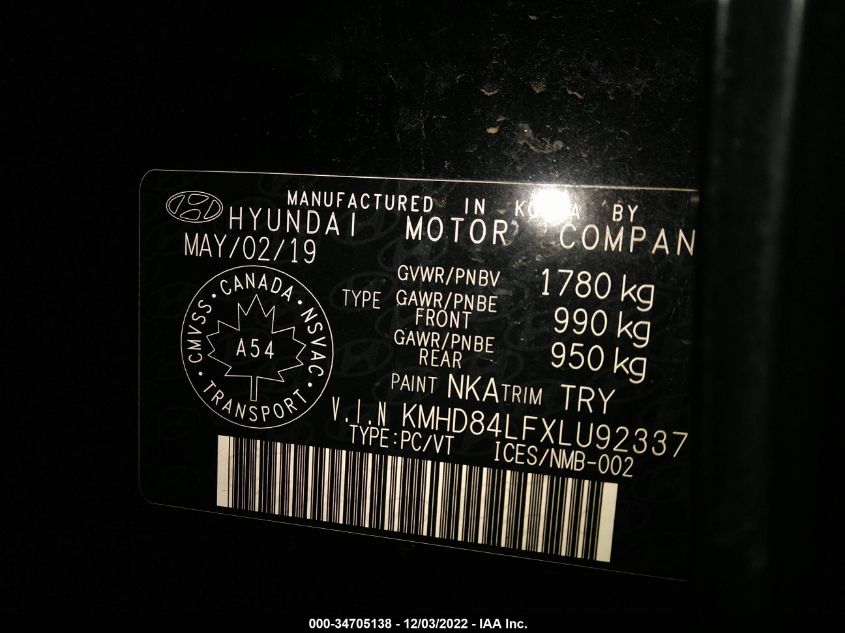 MANUFACTURED IN KOREA BY
HYUNDAI MOTOR COMPAN
MAY/02/19
GVWR/PNBV 1780 kg
TYPE GAWR/PNBE FRONT 990 kg
GAWR/PNBE REAR 950 kg
PAINT NKA TRIM TRY
V.I.N KMHD84LFXLU92337
TYPE:PC/VT ICES/NMB-002
CMVSS · CANADA · NSVAC · TRANSPORT ·
A54
000-34705138 - 12/03/2022 - IAA Inc.